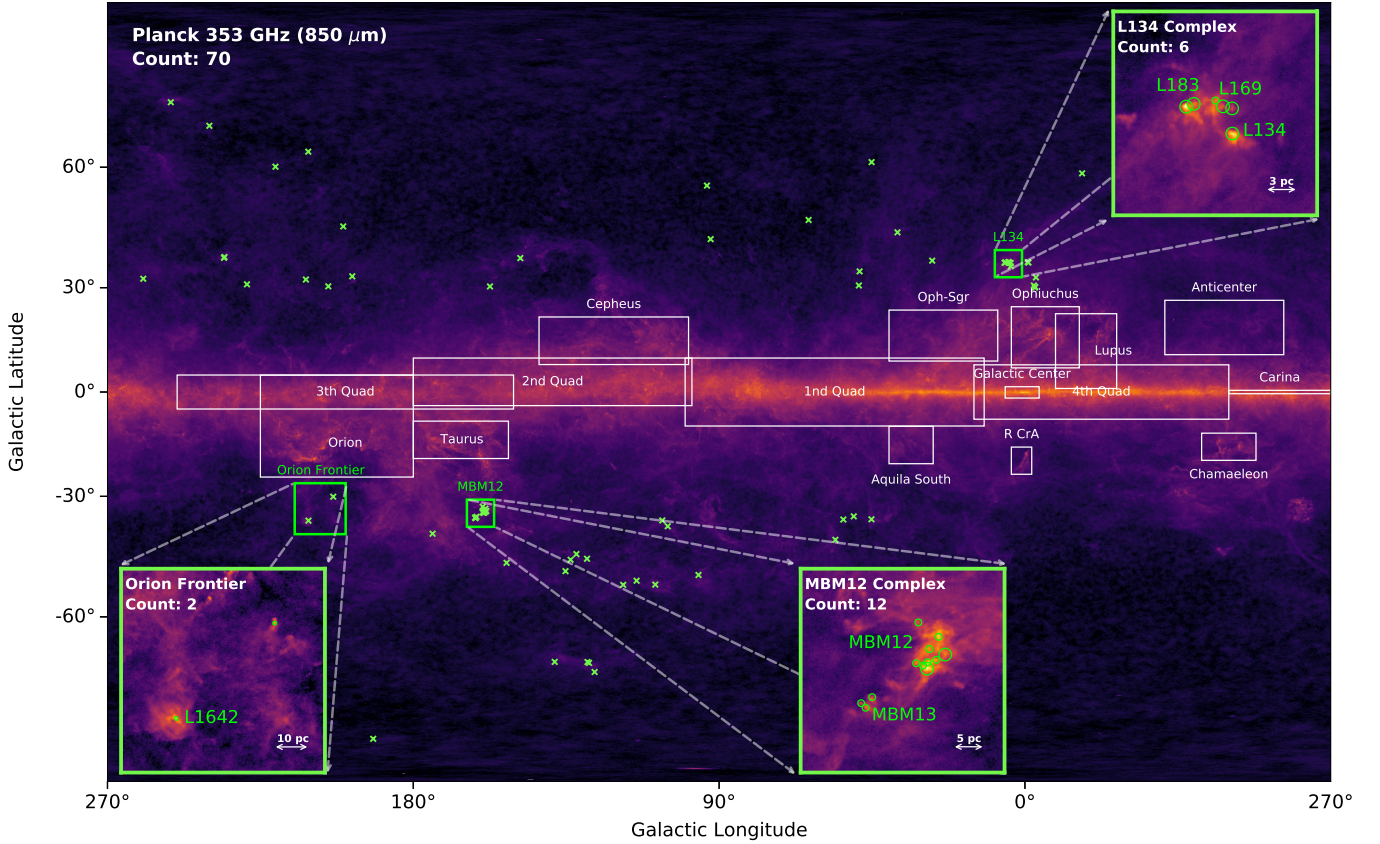 Planck 353 GHz (850 μm)
Count: 70
L134 Complex
Count: 6
L183
L169
L134
3 pc
60°
30°
0°
-30°
-60°
Galactic Latitude
L134
Cepheus
Oph-Sgr
Ophiuchus
Anticenter
Lupus
Galactic Center
Carina
3th Quad
2nd Quad
1nd Quad
4th Quad
Orion
Taurus
R CrA
Aquila South
Chamaeleon
Orion Frontier
MBM12
Orion Frontier
Count: 2
L1642
10 pc
MBM12 Complex
Count: 12
MBM12
MBM13
5 pc
270°
180°
90°
0°
270°
Galactic Longitude